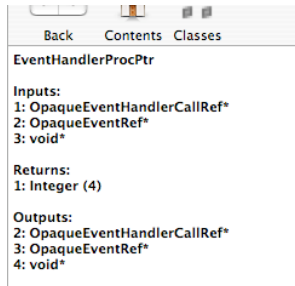 Back Contents Classes
EventHandlerProcPtr
Inputs:
1: OpaqueEventHandlerCallRef*
2: OpaqueEventRef*
3: void*
Returns:
1: Integer (4)
Outputs:
2: OpaqueEventHandlerCallRef*
3: OpaqueEventRef*
4: void*